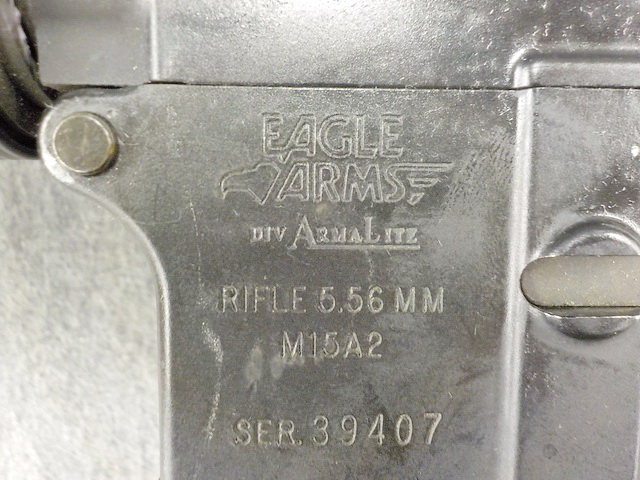 EAGLE
ARMS
DIV ARMALITE
RIFLE 5.56 MM
M15A2
SER. 39407